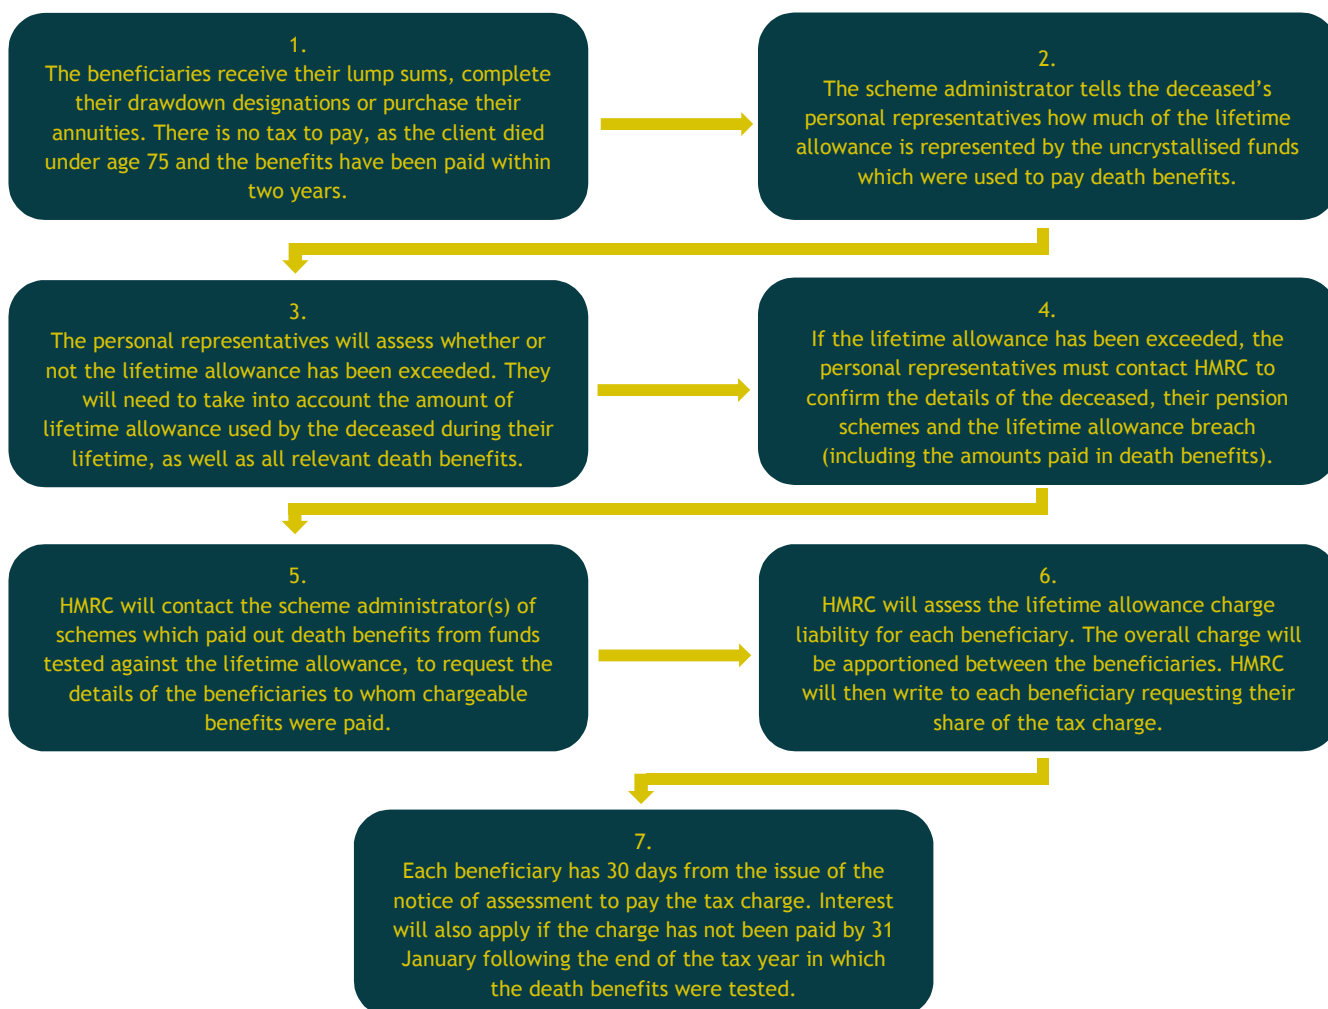 1.
The beneficiaries receive their lump sums, complete
their drawdown designations or purchase their
annuities. There is no tax to pay, as the client died
under age 75 and the benefits have been paid within
two years.
2.
The scheme administrator tells the deceased’s
personal representatives how much of the lifetime
allowance is represented by the uncrystallised funds
which were used to pay death benefits.
3.
The personal representatives will assess whether or
not the lifetime allowance has been exceeded. They
will need to take into account the amount of
lifetime allowance used by the deceased during their
lifetime, as well as all relevant death benefits.
4.
If the lifetime allowance has been exceeded, the
personal representatives must contact HMRC to
confirm the details of the deceased, their pension
schemes and the lifetime allowance breach
(including the amounts paid in death benefits).
5.
HMRC will contact the scheme administrator(s) of
schemes which paid out death benefits from funds
tested against the lifetime allowance, to request the
details of the beneficiaries to whom chargeable
benefits were paid.
6.
HMRC will assess the lifetime allowance charge
liability for each beneficiary. The overall charge will
be apportioned between the beneficiaries. HMRC
will then write to each beneficiary requesting their
share of the tax charge.
7.
Each beneficiary has 30 days from the issue of the
notice of assessment to pay the tax charge. Interest
will also apply if the charge has not been paid by 31
January following the end of the tax year in which
the death benefits were tested.